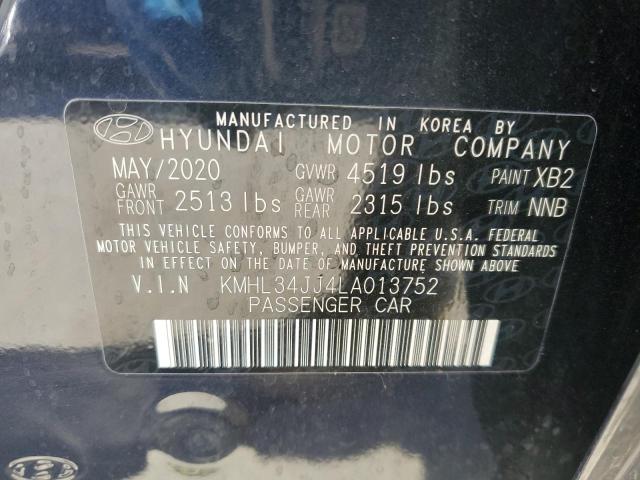 MANUFACTURED IN KOREA BY
HYUNDAI MOTOR COMPANY
MAY/2020 GVWR 4519 lbs PAINT XB2
GAWR FRONT 2513 lbs GAWR REAR 2315 lbs TRIM NNB
THIS VEHICLE CONFORMS TO ALL APPLICABLE U.S.A. FEDERAL
MOTOR VEHICLE SAFETY, BUMPER, AND THEFT PREVENTION STANDARDS
IN EFFECT ON THE DATE OF MANUFACTURE SHOWN ABOVE.
V.I.N KMHL34JJ4LA013752
PASSENGER CAR